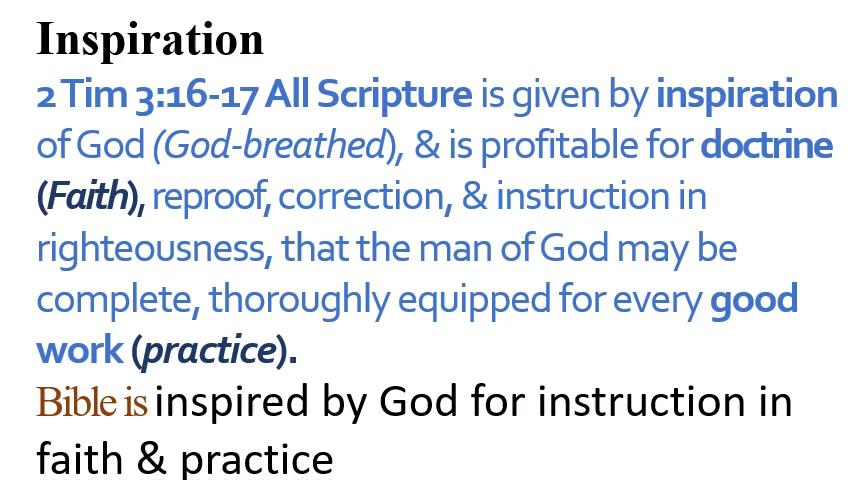 Inspiration
2 Tim 3:16-17 All Scripture is given by inspiration
of God (God-breathed), & is profitable for doctrine
(Faith), reproof, correction, & instruction in
righteousness, that the man of God may be
complete, thoroughly equipped for every good
work (practice).
Bible is inspired by God for instruction in
faith & practice